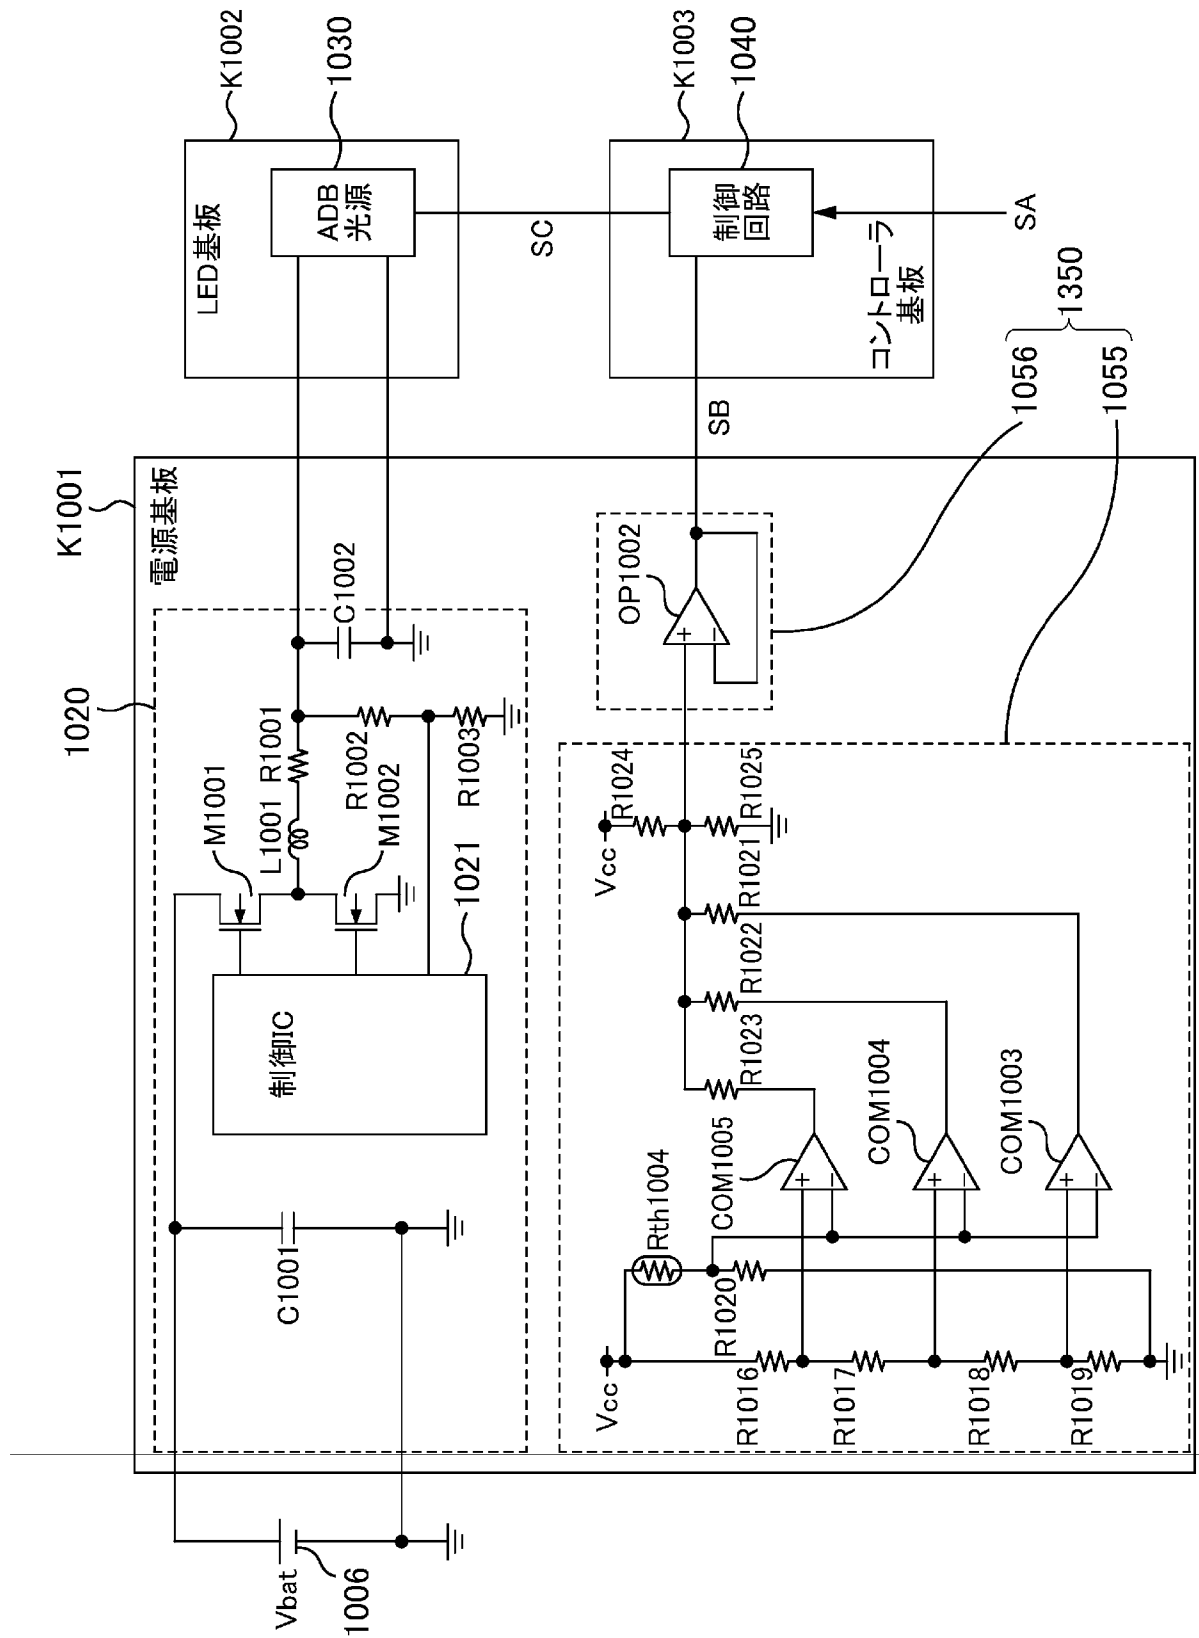 K1001
電源基板
1020
Vbat
1006
C1001
制御IC
1021
M1001
M1002
L1001
R1001
R1002
R1003
C1002
K1002
LED基板
ADB
光源
1030
SC
K1003
制御
回路
1040
コントローラ
基板
SA
SB
OP1002
+
−
1056
1055
1350
Vcc
R1024
R1025
R1021
R1022
R1023
COM1005
+
−
COM1004
+
−
COM1003
+
−
Rth1004
R1020
Vcc
R1016
R1017
R1018
R1019